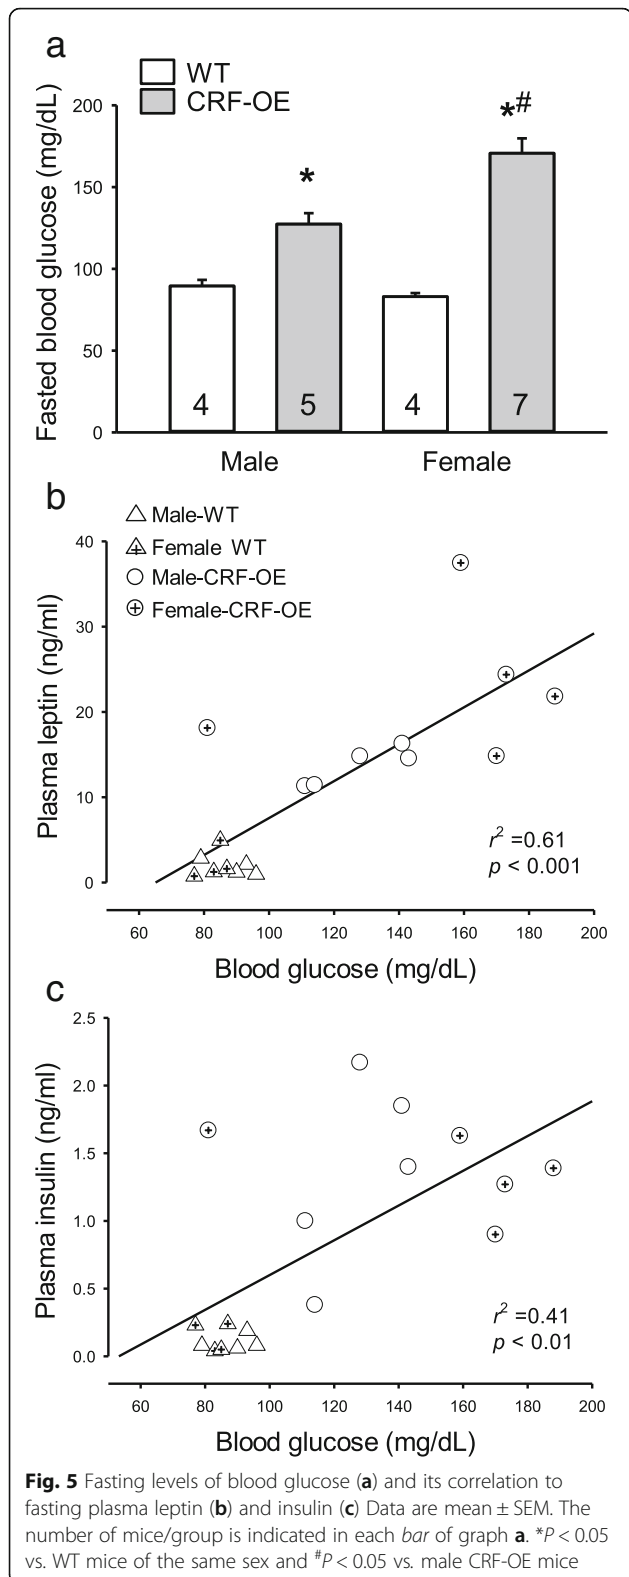 a
WT
CRF-OE
Fasted blood glucose (mg/dL)
200
150
100
50
0
*
*#
4
5
4
7
Male
Female
b
Male-WT
Female WT
Male-CRF-OE
Female-CRF-OE
Plasma leptin (ng/ml)
40
30
20
10
0
r² =0.61
p < 0.001
60 80 100 120 140 160 180 200
Blood glucose (mg/dL)
c
Plasma insulin (ng/ml)
2.5
2.0
1.5
1.0
0.5
0.0
r² =0.41
p < 0.01
60 80 100 120 140 160 180 200
Blood glucose (mg/dL)
Fig. 5 Fasting levels of blood glucose (a) and its correlation to
fasting plasma leptin (b) and insulin (c) Data are mean ± SEM. The
number of mice/group is indicated in each bar of graph a. *P < 0.05
vs. WT mice of the same sex and #P < 0.05 vs. male CRF-OE mice